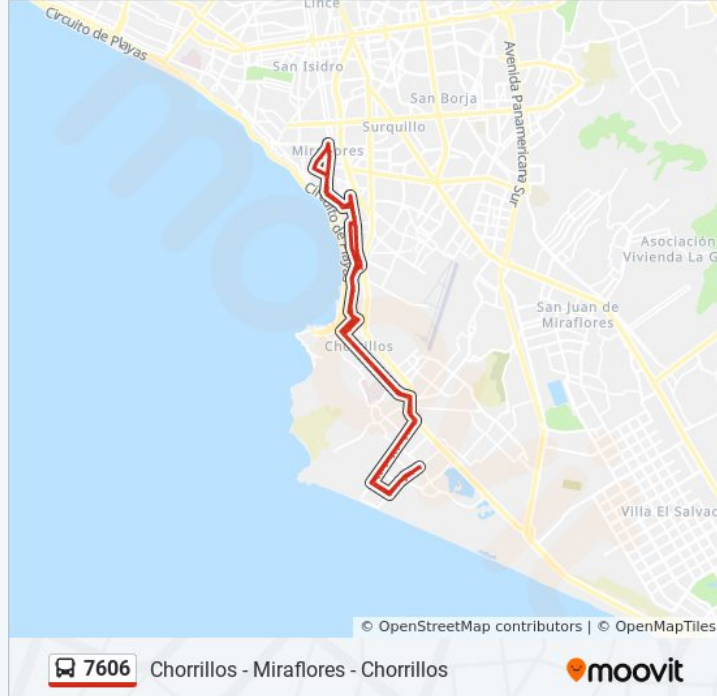 Lince
Circuito de Playas
San Isidro
Avenida Panamericana Sur
San Borja
Surquillo
Miraflores
Circuito de Playas
Asociación
Vivienda La G
San Juan de
Miraflores
Chorrillos
Villa El Salvac
© OpenStreetMap contributors | © OpenMapTiles
7606 Chorrillos - Miraflores - Chorrillos
moovit